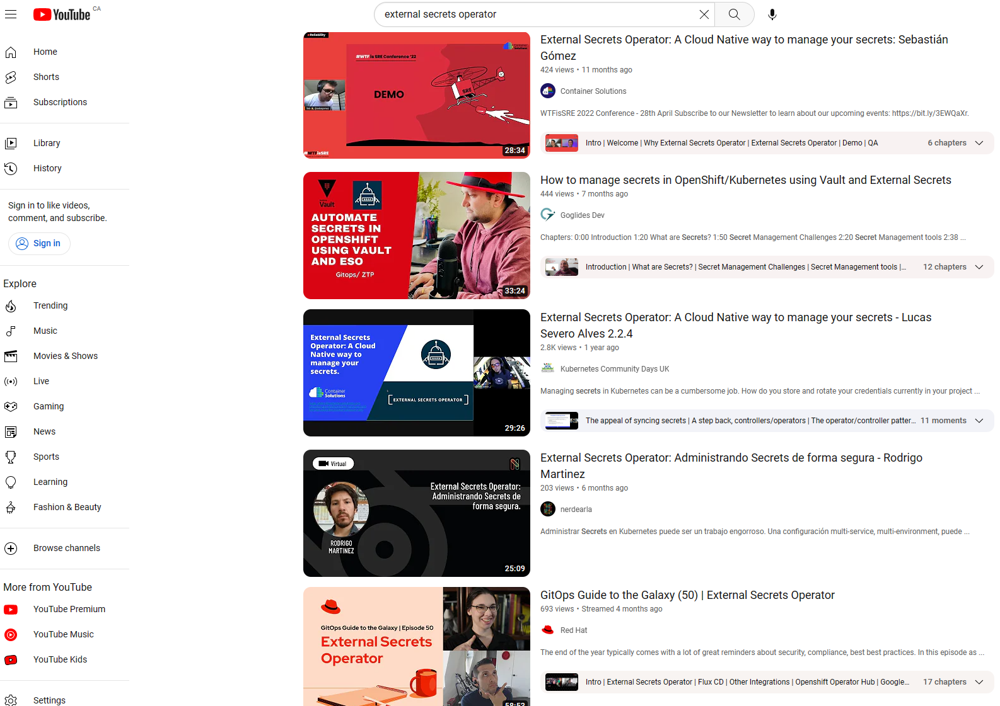 YouTube CA
external secrets operator
Home
Shorts
Subscriptions
Library
History
Sign in to like videos,
comment, and subscribe.
Sign in
Explore
Trending
Music
Movies & Shows
Live
Gaming
News
Sports
Learning
Fashion & Beauty
Browse channels
More from YouTube
YouTube Premium
YouTube Music
YouTube Kids
Settings
#Reliability
Container
Solutions
#WTF is SRE Conference '22
DEMO
SRE
#WTFisSRE
28:34
External Secrets Operator: A Cloud Native way to manage your secrets: Sebastián
Gómez
424 views • 11 months ago
Container Solutions
WTFisSRE 2022 Conference - 28th April Subscribe to our Newsletter to learn about our upcoming events: https://bit.ly/3EWQaXr.
Intro | Welcome | Why External Secrets Operator | External Secrets Operator | Demo | QA
6 chapters
Vault
AUTOMATE
SECRETS IN
OPENSHIFT
USING VAULT
AND ESO
Gitops/ ZTP
33:24
How to manage secrets in OpenShift/Kubernetes using Vault and External Secrets
444 views • 7 months ago
Goglides Dev
Chapters: 0:00 Introduction 1:20 What are Secrets? 1:50 Secret Management Challenges 2:20 Secret Management tools 2:38 ...
Introduction | What are Secrets? | Secret Management Challenges | Secret Management tools |...
12 chapters
External Secrets
Operator: A Cloud
Native way to
manage your
secrets.
Container
Solutions
[ EXTERNAL SECRETS OPERATOR ]
29:26
External Secrets Operator: A Cloud Native way to manage your secrets - Lucas
Severo Alves 2.2.4
2.8K views • 1 year ago
Kubernetes Community Days UK
Managing secrets in Kubernetes can be a cumbersome job. How do you store and rotate your credentials currently in your project ...
The appeal of syncing secrets | A step back, controllers/operators | The operator/controller patter...
11 moments
Virtual
External Secrets Operator:
Administrando Secrets de
forma segura.
RODRIGO
MARTINEZ
25:09
External Secrets Operator: Administrando Secrets de forma segura - Rodrigo
Martinez
203 views • 6 months ago
nerdearla
Administrar Secrets en Kubernetes puede ser un trabajo engorroso. Una configuración multi-service, multi-environment, puede ...
GitOps Guide to the Galaxy | Episode 50
External Secrets
Operator
58:53
GitOps Guide to the Galaxy (50) | External Secrets Operator
693 views • Streamed 4 months ago
Red Hat
The end of the year typically comes with a lot of great reminders about security, compliance, best best practices. In this episode as ...
Intro | External Secrets Operator | Flux CD | Other Integrations | Openshift Operator Hub | Google...
17 chapters